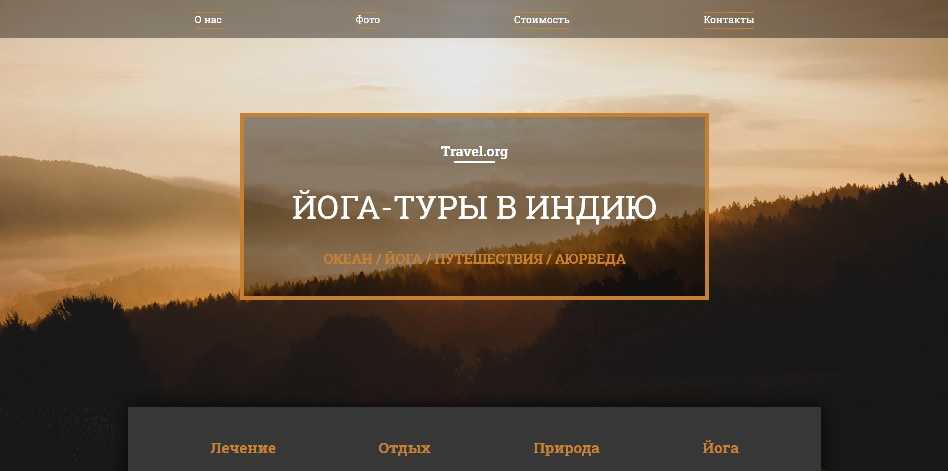 О нас
Фото
Стоимость
Контакты
Travel.org
ЙОГА-ТУРЫ В ИНДИЮ
ОКЕАН / ЙОГА / ПУТЕШЕСТВИЯ / АЮРВЕДА
Лечение
Отдых
Природа
Йога